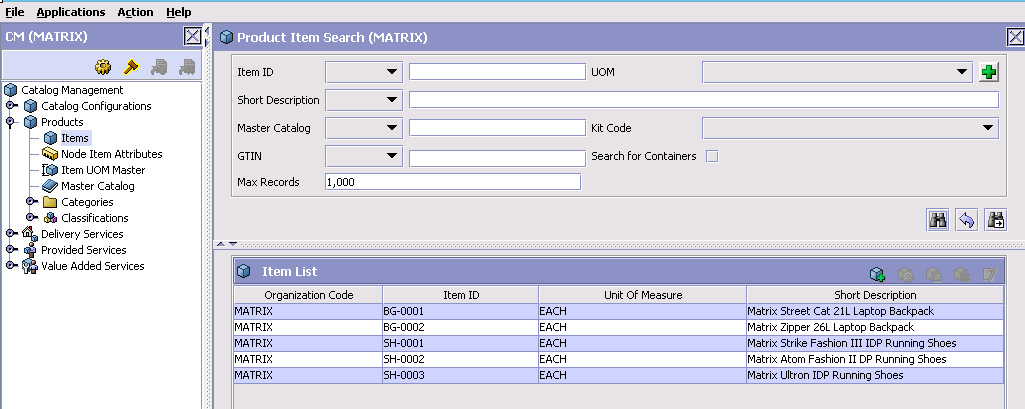 File Applications Action Help
CM (MATRIX)
Catalog Management
Catalog Configurations
Products
Items
Node Item Attributes
Item UOM Master
Master Catalog
Categories
Classifications
Delivery Services
Provided Services
Value Added Services
Product Item Search (MATRIX)
Item ID UOM
Short Description
Master Catalog Kit Code
GTIN Search for Containers
Max Records 1,000
Item List
Organization Code Item ID Unit Of Measure Short Description
MATRIX BG-0001 EACH Matrix Street Cat 21L Laptop Backpack
MATRIX BG-0002 EACH Matrix Zipper 26L Laptop Backpack
MATRIX SH-0001 EACH Matrix Strike Fashion III IDP Running Shoes
MATRIX SH-0002 EACH Matrix Atom Fashion II DP Running Shoes
MATRIX SH-0003 EACH Matrix Ultron IDP Running Shoes